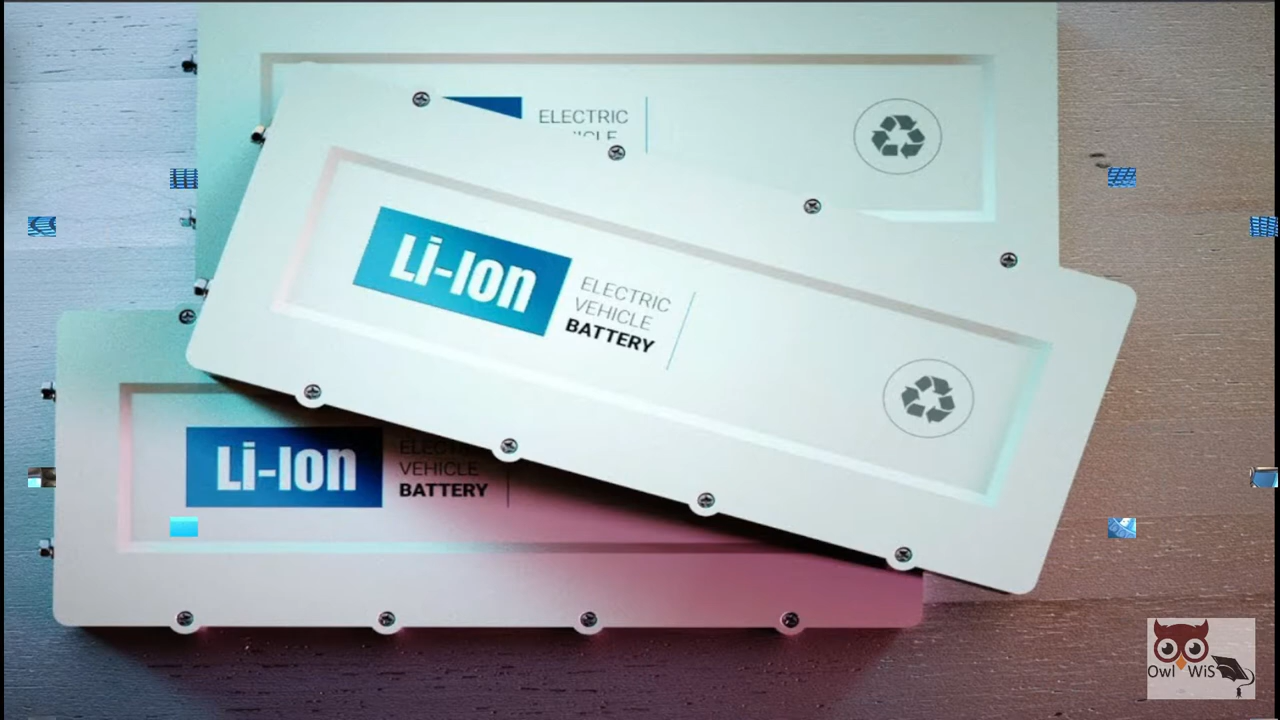 ELECTRIC
Li-Ion
ELECTRIC
VEHICLE
BATTERY
Li-Ion
VEHICLE
BATTERY
Owl WiS